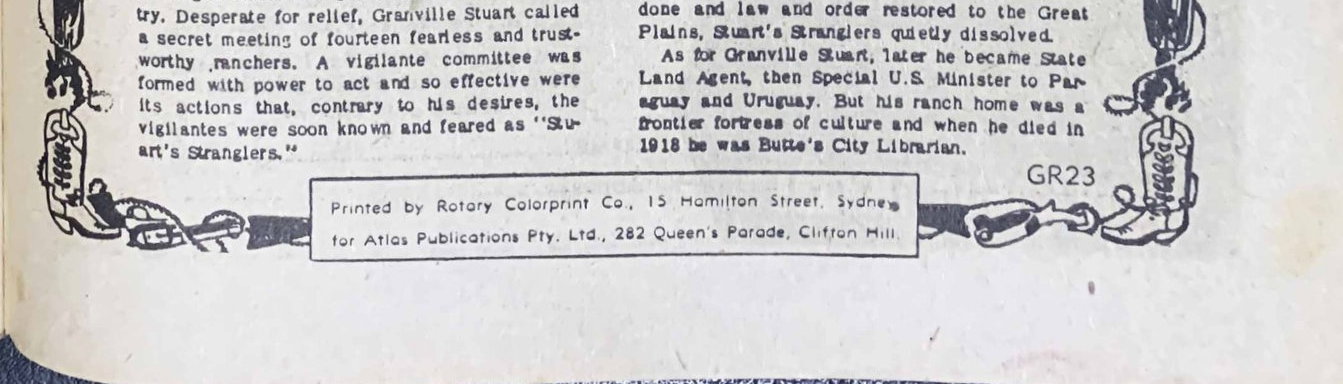 try. Desperate for relief, Granville Stuart called
a secret meeting of fourteen fearless and trust-
worthy ranchers. A vigilante committee was
formed with power to act and so effective were
its actions that, contrary to his desires, the
vigilantes were soon known and feared as "Stu-
art's Stranglers."
done and law and order restored to the Great
Plains, Stuart's Stranglers quietly dissolved.
As for Granville Stuart, later he became State
Land Agent, then Special U.S. Minister to Par-
aguay and Uruguay. But his ranch home was a
frontier fortress of culture and when he died in
1918 he was Butte's City Librarian.
GR23
Printed by Rotary Colorprint Co., 15 Hamilton Street, Sydney
for Atlas Publications Pty. Ltd., 282 Queen's Parade, Clifton Hill.